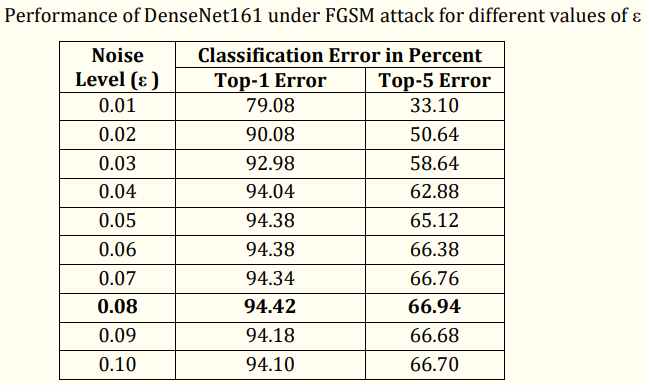 Performance of DenseNet161 under FGSM attack for different values of ε
Noise Level (ε ) Classification Error in Percent
Top-1 Error Top-5 Error
0.01 79.08 33.10
0.02 90.08 50.64
0.03 92.98 58.64
0.04 94.04 62.88
0.05 94.38 65.12
0.06 94.38 66.38
0.07 94.34 66.76
0.08 94.42 66.94
0.09 94.18 66.68
0.10 94.10 66.70